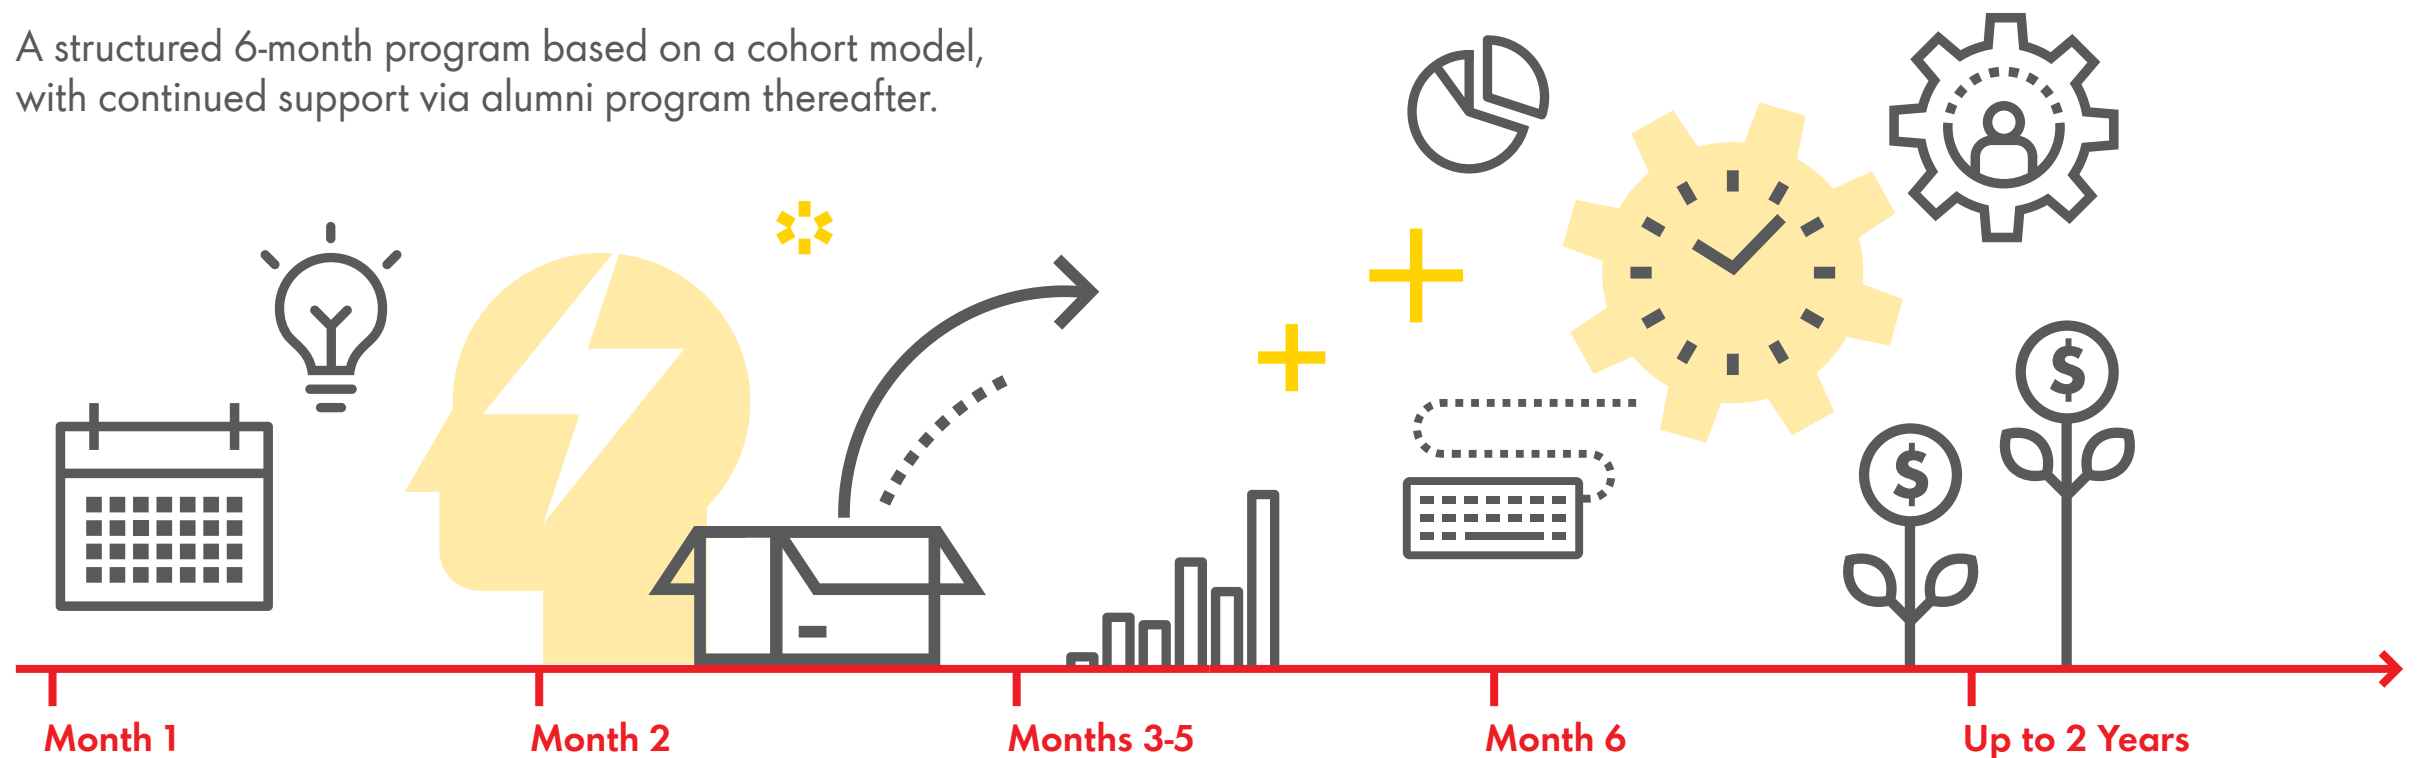 A structured 6-month program based on a cohort model,
with continued support via alumni program thereafter.
$
$
Month 1
Month 2
Months 3-5
Month 6
Up to 2 Years